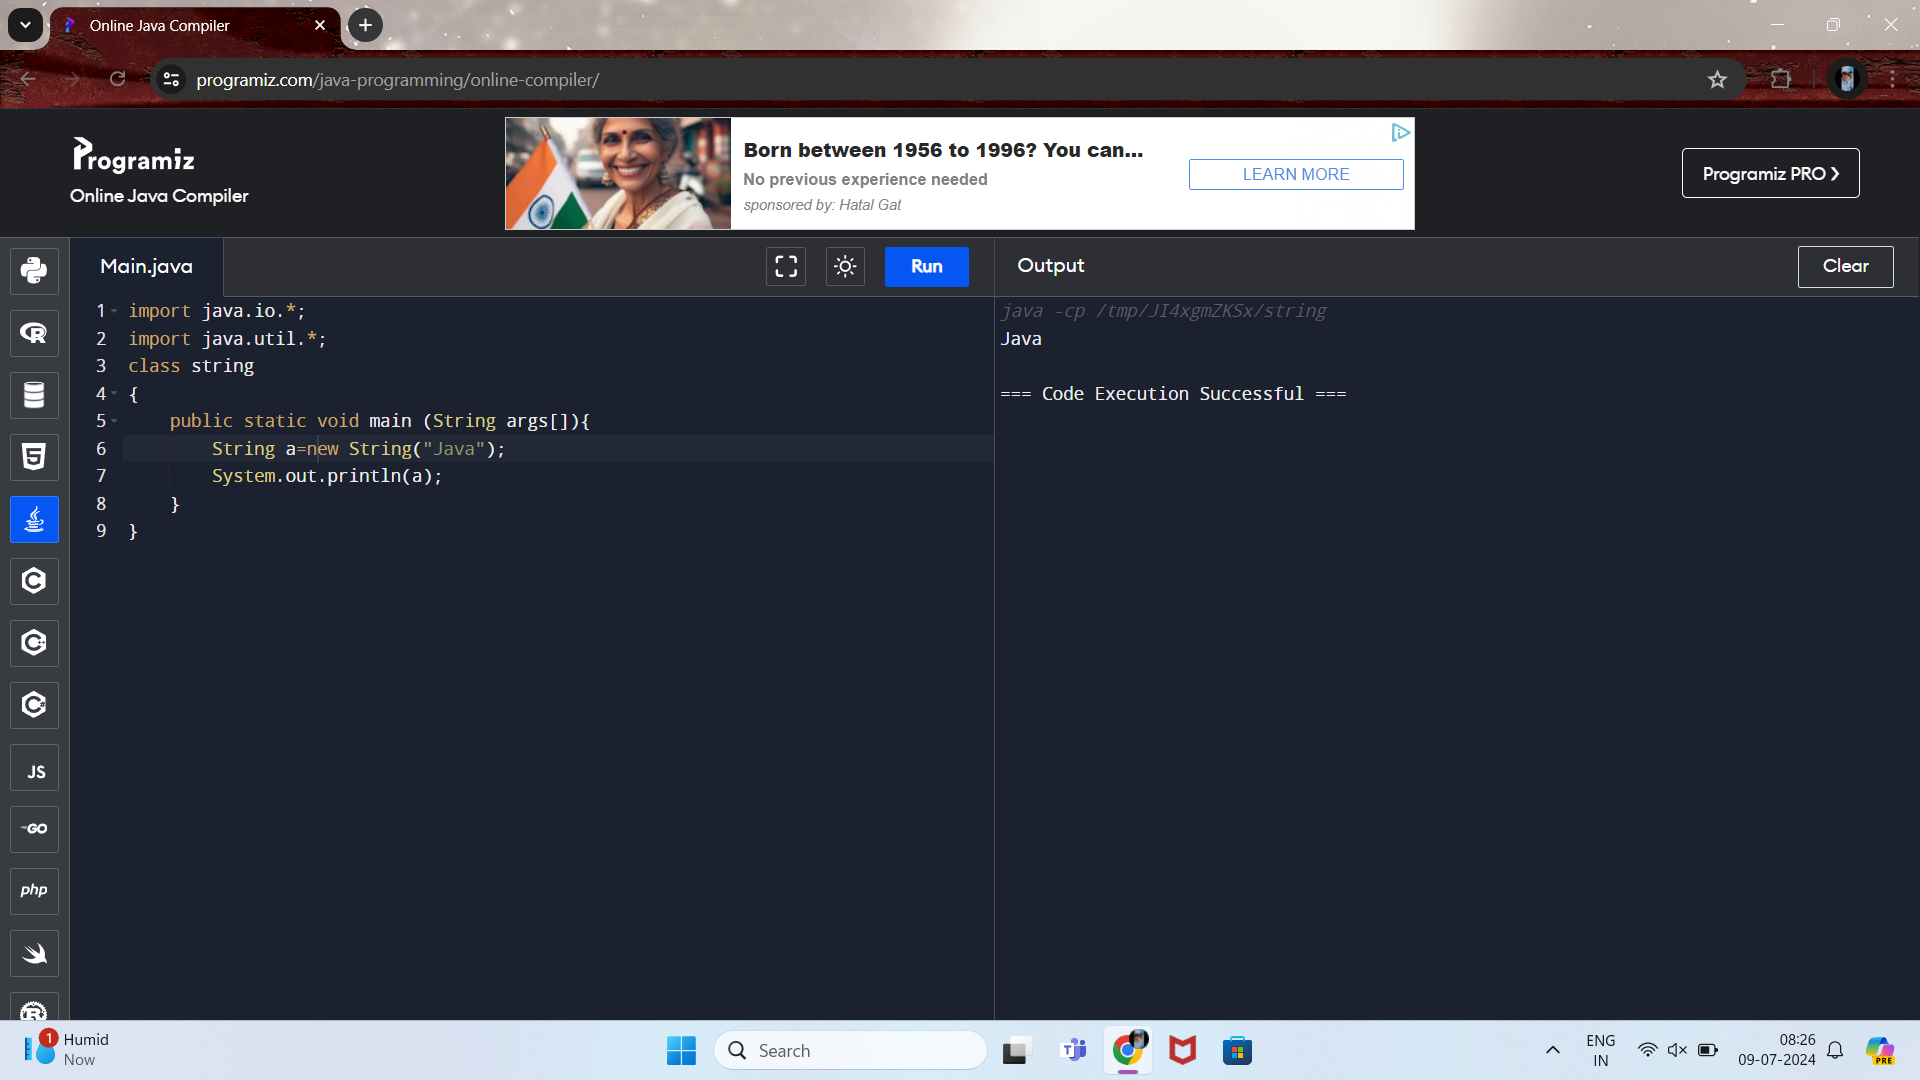 Online Java Compiler
programiz.com/java-programming/online-compiler/
Programiz
Online Java Compiler
Born between 1956 to 1996? You can...
No previous experience needed
sponsored by: Hatal Gat
LEARN MORE
Programiz PRO ❯
Main.java
Run
Output
Clear
1 import java.io.*;
2 import java.util.*;
3 class string
4 {
5 public static void main (String args[]){
6 String a=new String("Java");
7 System.out.println(a);
8 }
9 }
java -cp /tmp/JI4xgmZKSx/string
Java
=== Code Execution Successful ===
R
5
C
C++
C#
JS
GO
php
R
1
Humid
Now
Search
ENG
IN
08:26
09-07-2024
PRE